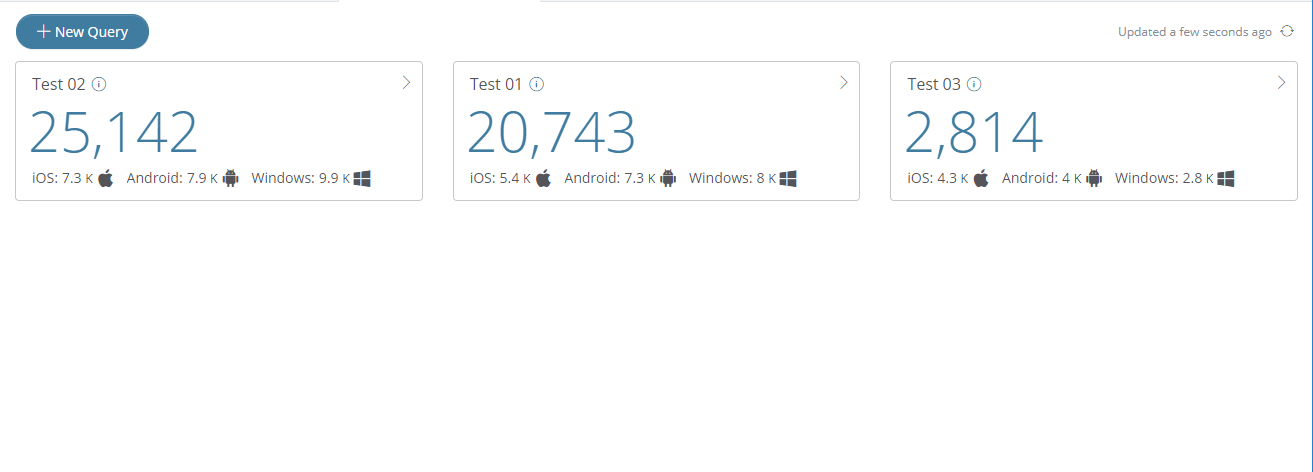 New Query
Updated a few seconds ago
Test 02
25,142
iOS: 7.3 K Android: 7.9 K Windows: 9.9 K
Test 01
20,743
iOS: 5.4 K Android: 7.3 K Windows: 8 K
Test 03
2,814
iOS: 4.3 K Android: 4 K Windows: 2.8 K